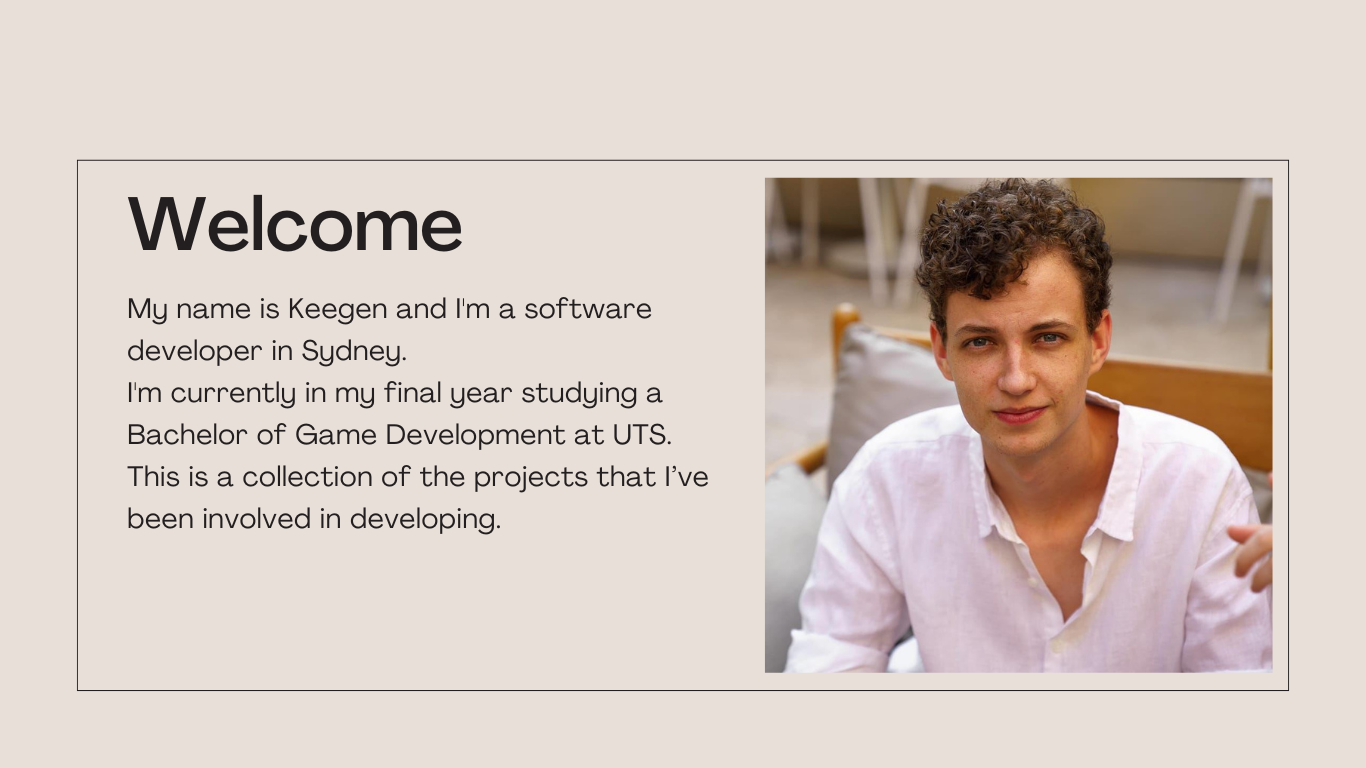 Welcome
My name is Keegen and I'm a software
developer in Sydney.
I'm currently in my final year studying a
Bachelor of Game Development at UTS.
This is a collection of the projects that I’ve
been involved in developing.